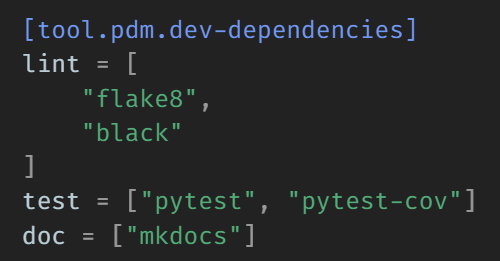 [tool.pdm.dev-dependencies]
lint = [
    "flake8",
    "black"
]
test = ["pytest", "pytest-cov"]
doc = ["mkdocs"]